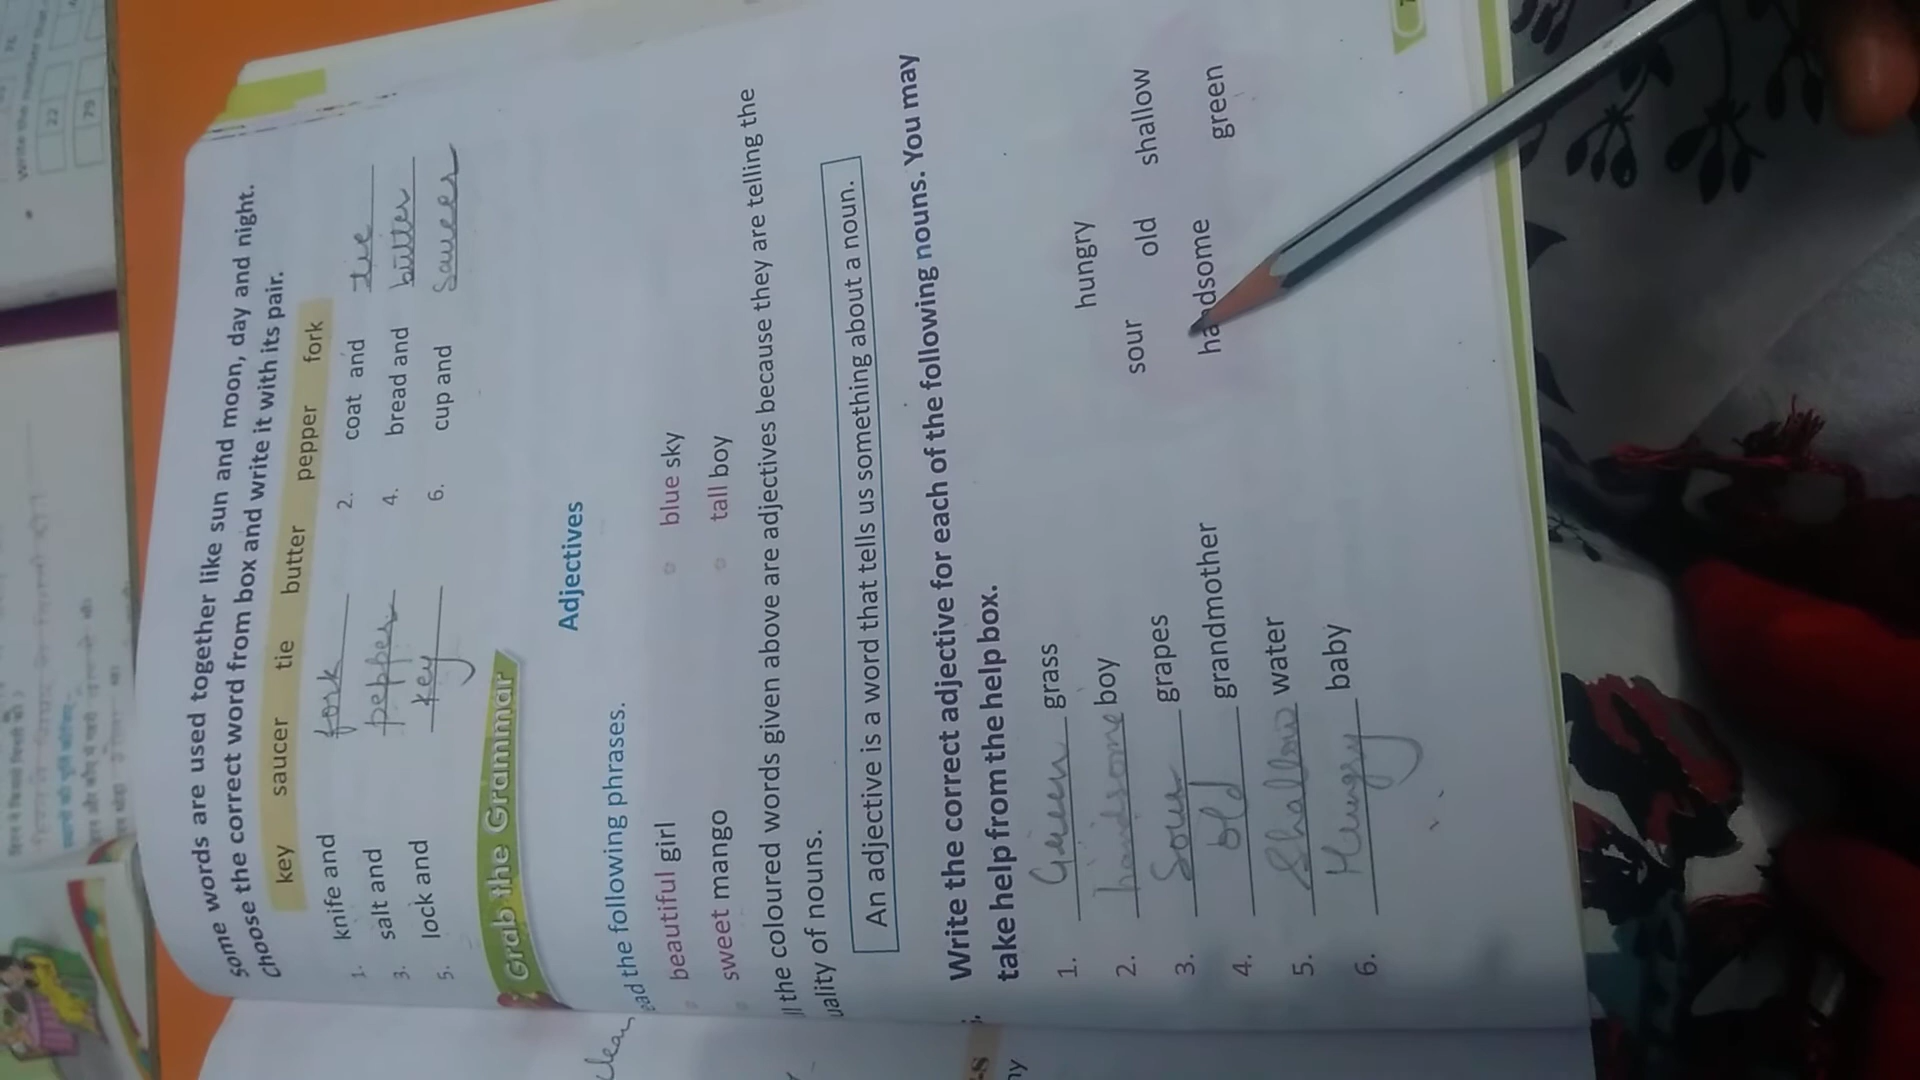 some words are used together like sun and moon, day and night.
Choose the correct word from box and write it with its pair.
key saucer tie butter pepper fork
1. knife and fork 2. coat and tie
3. salt and pepper 4. bread and butter
5. lock and key 6. cup and Saucer
Grab the Grammar
Adjectives
ead the following phrases.
beautiful girl blue sky
sweet mango tall boy
ll the coloured words given above are adjectives because they are telling the
uality of nouns.
An adjective is a word that tells us something about a noun.
Write the correct adjective for each of the following nouns. You may
take help from the help box.
1. Green grass
2. handsome boy
3. Sour grapes
4. old grandmother
5. Shallow water
6. Hungry baby
hungry
sour old shallow
handsome green
Clean
22
79